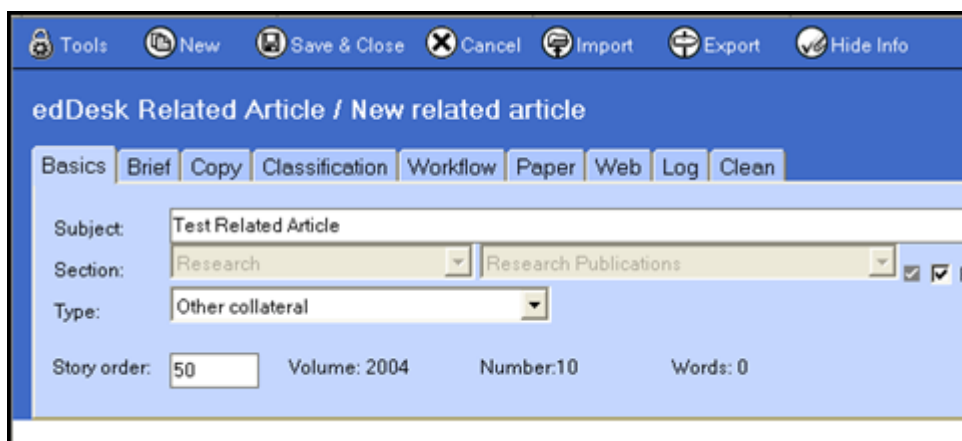 Tools New Save & Close Cancel Import Export Hide Info
edDesk Related Article / New related article
Basics Brief Copy Classification Workflow Paper Web Log Clean
Subject: Test Related Article
Section: Research Research Publications
Type: Other collateral
Story order: 50 Volume: 2004 Number:10 Words: 0